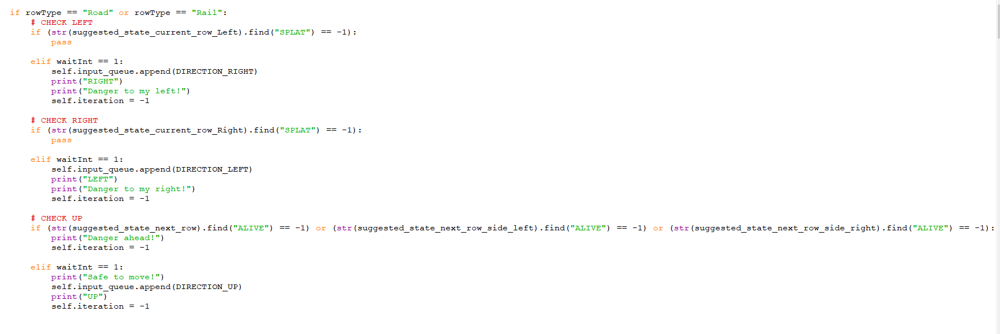 if rowType == "Road" or rowType == "Rail":
    # CHECK LEFT
    if (str(suggested_state_current_row_Left).find("SPLAT") == -1):
        pass

    elif waitInt == 1:
        self.input_queue.append(DIRECTION_RIGHT)
        print("RIGHT")
        print("Danger to my left!")
        self.iteration = -1

    # CHECK RIGHT
    if (str(suggested_state_current_row_Right).find("SPLAT") == -1):
        pass

    elif waitInt == 1:
        self.input_queue.append(DIRECTION_LEFT)
        print("LEFT")
        print("Danger to my right!")
        self.iteration = -1

    # CHECK UP
    if (str(suggested_state_next_row).find("ALIVE") == -1) or (str(suggested_state_next_row_side_left).find("ALIVE") == -1) or (str(suggested_state_next_row_side_right).find("ALIVE") == -1):
        print("Danger ahead!")
        self.iteration = -1

    elif waitInt == 1:
        print("Safe to move!")
        self.input_queue.append(DIRECTION_UP)
        print("UP")
        self.iteration = -1